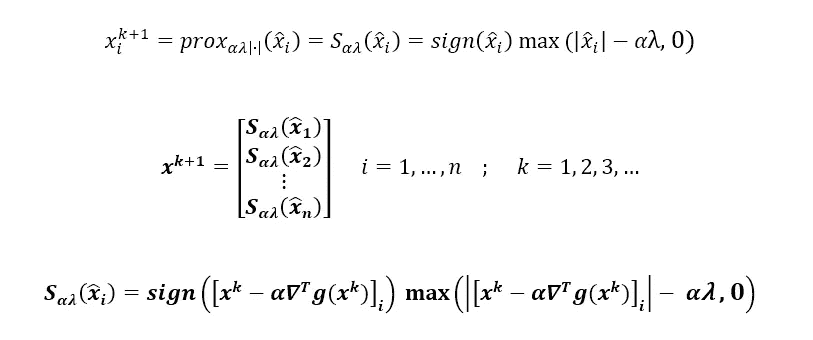 x_i^{k+1} = prox_{αλ|·|}(x̂_i) = S_{αλ}(x̂_i) = sign(x̂_i) max (|x̂_i| − αλ, 0)
x^{k+1} = [S_{αλ}(x̂_1) S_{αλ}(x̂_2) ⋮ S_{αλ}(x̂_n)] i = 1, … , n ; k = 1, 2, 3, …
S_{αλ}(x̂_i) = sign([x^k − α∇^T g(x^k)]_i) max(|[x^k − α∇^T g(x^k)]_i| − αλ, 0)